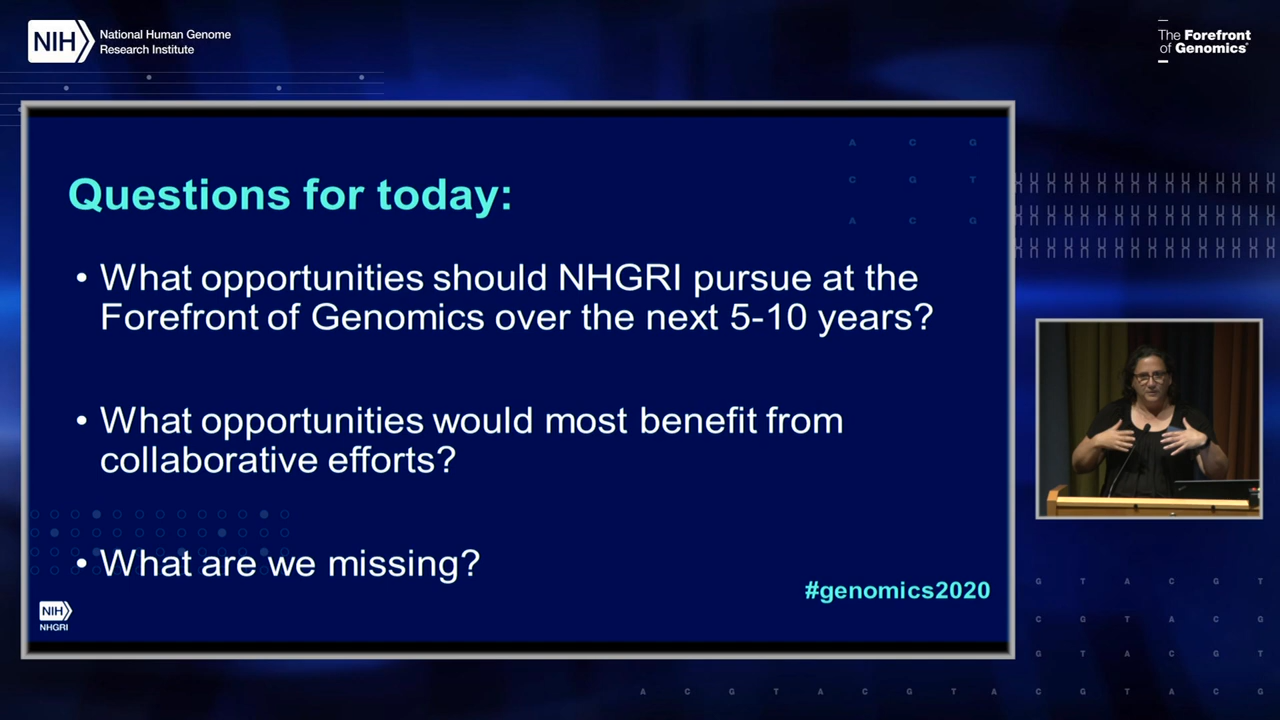 NIH National Human Genome
Research Institute
The Forefront
of Genomics®
A C G
Questions for today:
C G T
A C G
• What opportunities should NHGRI pursue at the
Forefront of Genomics over the next 5-10 years?
• What opportunities would most benefit from
collaborative efforts?
• What are we missing?
#genomics2020
NIH
NHGRI
G T A C G T
C G T A C G
G T A C G T
A C G T A C G T A C G T A C G